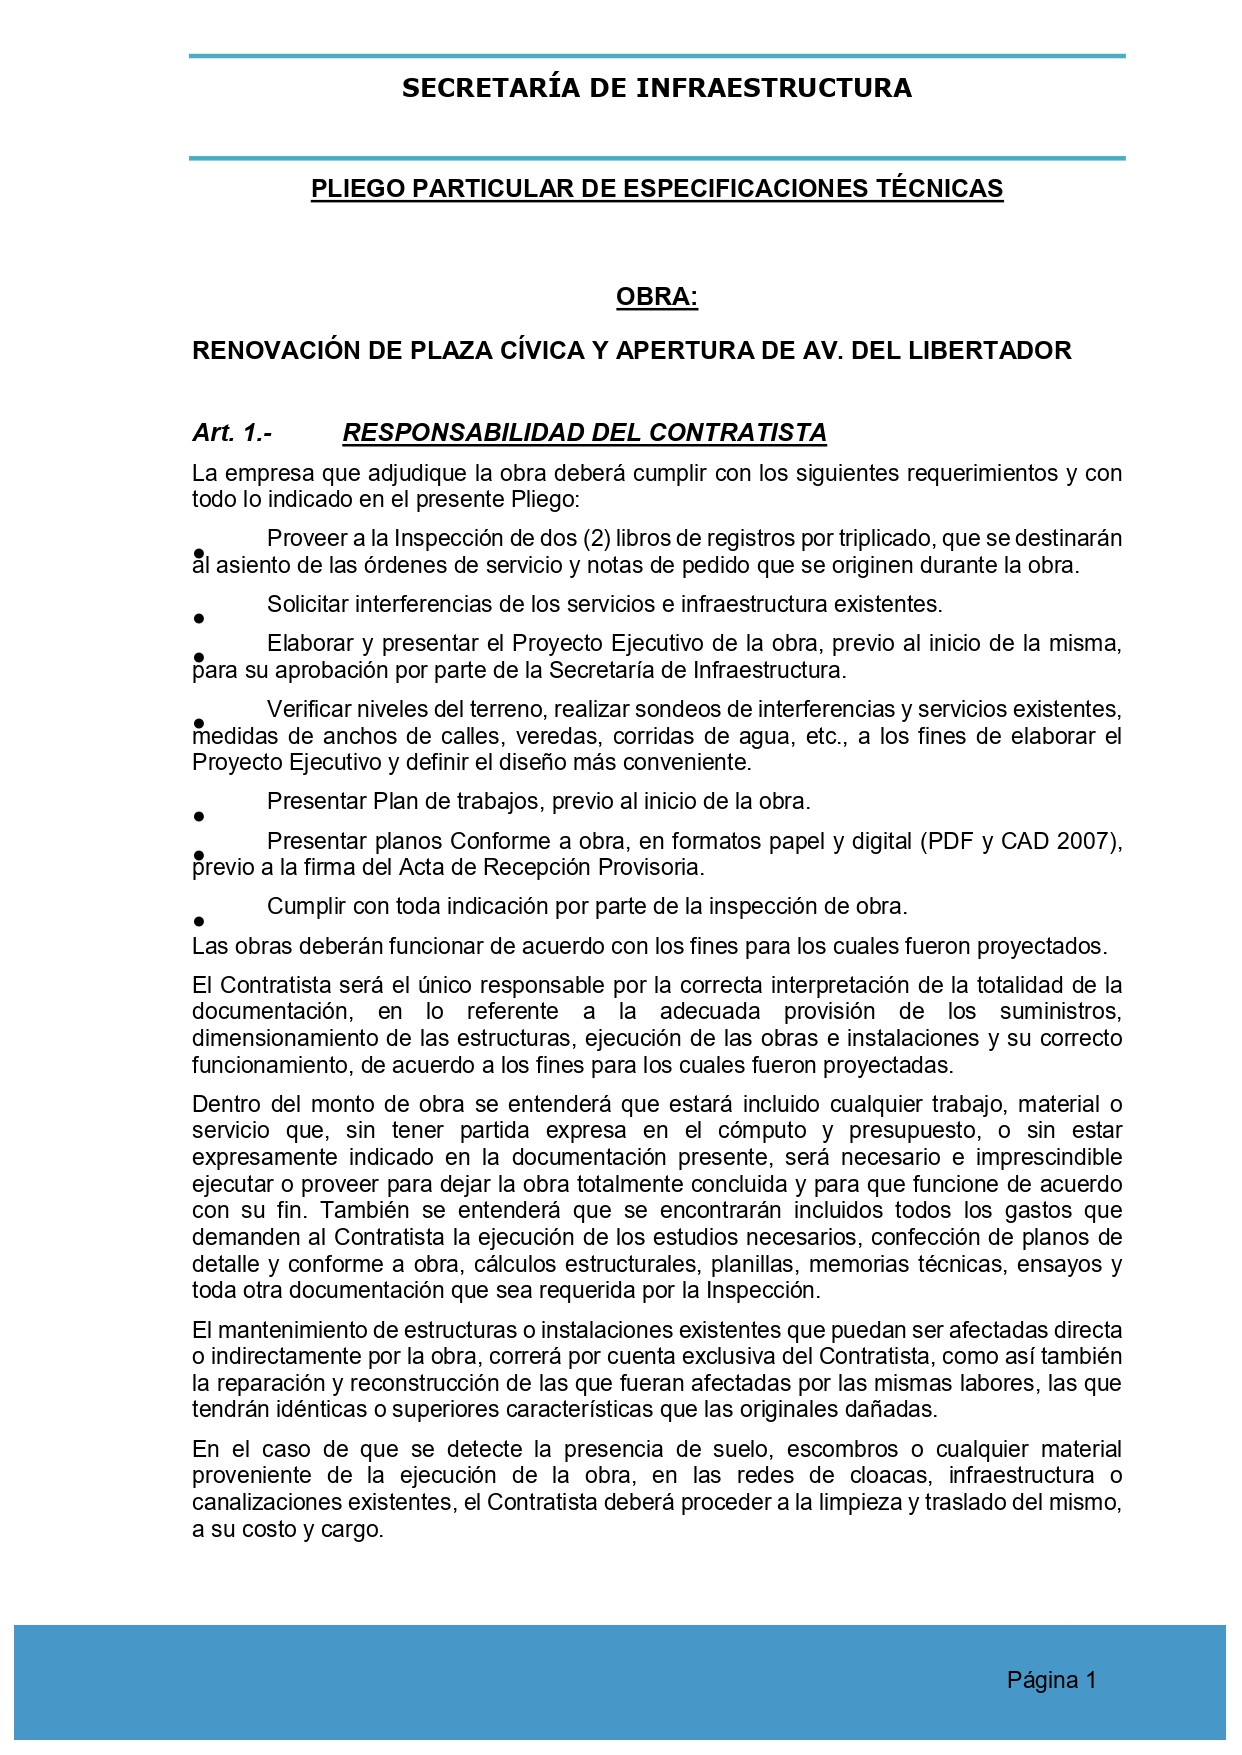 SECRETARÍA DE INFRAESTRUCTURA
PLIEGO PARTICULAR DE ESPECIFICACIONES TÉCNICAS
OBRA:
RENOVACIÓN DE PLAZA CÍVICA Y APERTURA DE AV. DEL LIBERTADOR
Art. 1.- RESPONSABILIDAD DEL CONTRATISTA
La empresa que adjudique la obra deberá cumplir con los siguientes requerimientos y con
todo lo indicado en el presente Pliego:
● Proveer a la Inspección de dos (2) libros de registros por triplicado, que se destinarán
al asiento de las órdenes de servicio y notas de pedido que se originen durante la obra.
● Solicitar interferencias de los servicios e infraestructura existentes.
● Elaborar y presentar el Proyecto Ejecutivo de la obra, previo al inicio de la misma,
para su aprobación por parte de la Secretaría de Infraestructura.
● Verificar niveles del terreno, realizar sondeos de interferencias y servicios existentes,
medidas de anchos de calles, veredas, corridas de agua, etc., a los fines de elaborar el
Proyecto Ejecutivo y definir el diseño más conveniente.
● Presentar Plan de trabajos, previo al inicio de la obra.
● Presentar planos Conforme a obra, en formatos papel y digital (PDF y CAD 2007),
previo a la firma del Acta de Recepción Provisoria.
● Cumplir con toda indicación por parte de la inspección de obra.
Las obras deberán funcionar de acuerdo con los fines para los cuales fueron proyectados.
El Contratista será el único responsable por la correcta interpretación de la totalidad de la
documentación, en lo referente a la adecuada provisión de los suministros,
dimensionamiento de las estructuras, ejecución de las obras e instalaciones y su correcto
funcionamiento, de acuerdo a los fines para los cuales fueron proyectadas.
Dentro del monto de obra se entenderá que estará incluido cualquier trabajo, material o
servicio que, sin tener partida expresa en el cómputo y presupuesto, o sin estar
expresamente indicado en la documentación presente, será necesario e imprescindible
ejecutar o proveer para dejar la obra totalmente concluida y para que funcione de acuerdo
con su fin. También se entenderá que se encontrarán incluidos todos los gastos que
demanden al Contratista la ejecución de los estudios necesarios, confección de planos de
detalle y conforme a obra, cálculos estructurales, planillas, memorias técnicas, ensayos y
toda otra documentación que sea requerida por la Inspección.
El mantenimiento de estructuras o instalaciones existentes que puedan ser afectadas directa
o indirectamente por la obra, correrá por cuenta exclusiva del Contratista, como así también
la reparación y reconstrucción de las que fueran afectadas por las mismas labores, las que
tendrán idénticas o superiores características que las originales dañadas.
En el caso de que se detecte la presencia de suelo, escombros o cualquier material
proveniente de la ejecución de la obra, en las redes de cloacas, infraestructura o
canalizaciones existentes, el Contratista deberá proceder a la limpieza y traslado del mismo,
a su costo y cargo.
Página 1